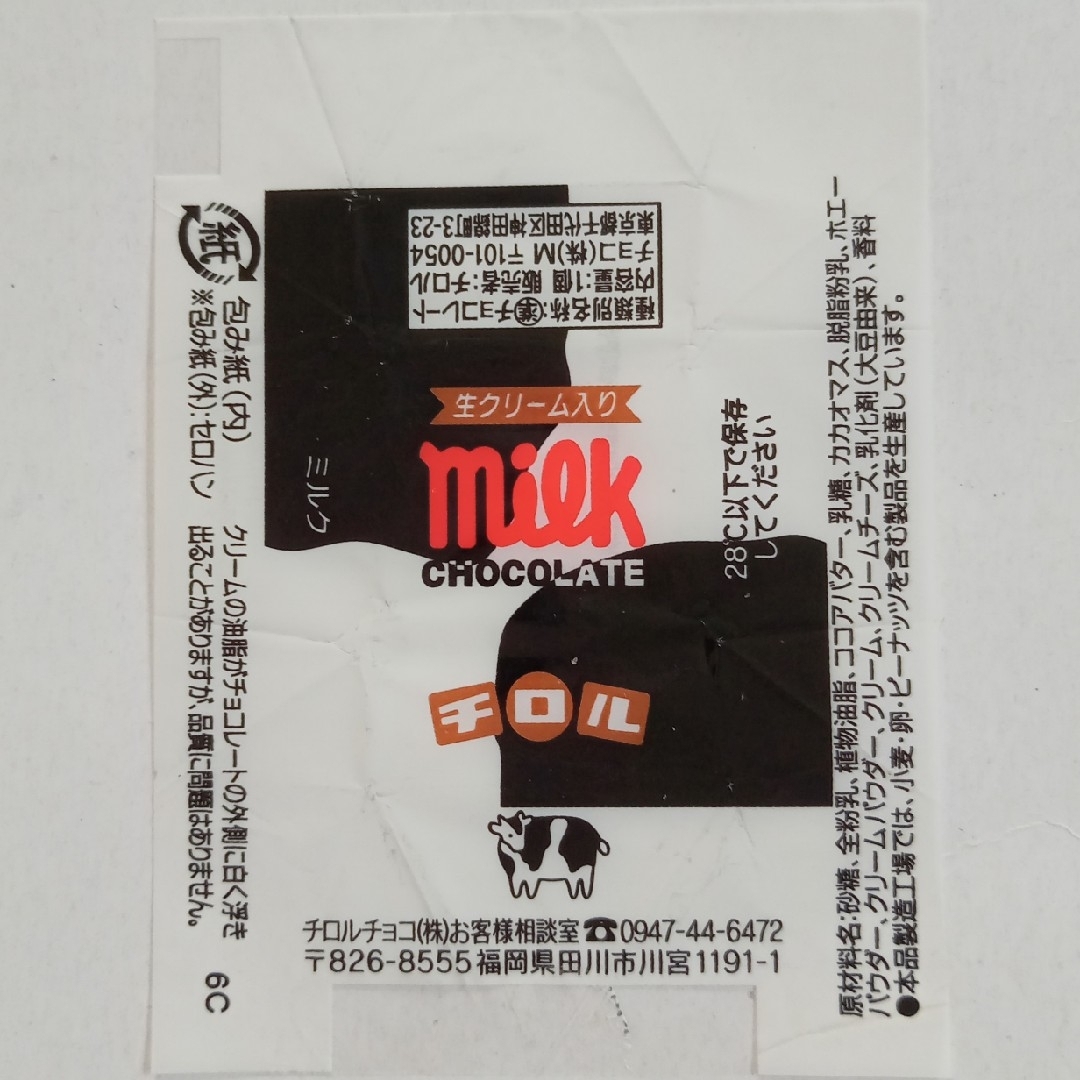 種類別名称:準チョコレート
内容量:1個 販売者:チロル
チョコ(株)M 〒101-0054
東京都千代田区神田錦町3-23
生クリーム入り
milk
CHOCOLATE
ミルク
28℃以下で保存
してください
チロル
チロルチョコ(株)お客様相談室☎0947-44-6472
〒826-8555福岡県田川市川宮1191-1
紙
包み紙(内)
※包み紙(外):セロハン
クリームの油脂がチョコレートの外側に白く浮き
出ることがありますが、品質に問題はありません。
6C
原材料名:砂糖、全粉乳、植物油脂、ココアバター、乳糖、カカオマス、脱脂粉乳、ホエー
パウダー、クリームパウダー、クリーム、クリームチーズ、乳化剤(大豆由来)、香料
●本品製造工場では、小麦・卵・ピーナッツを含む製品を生産しています。